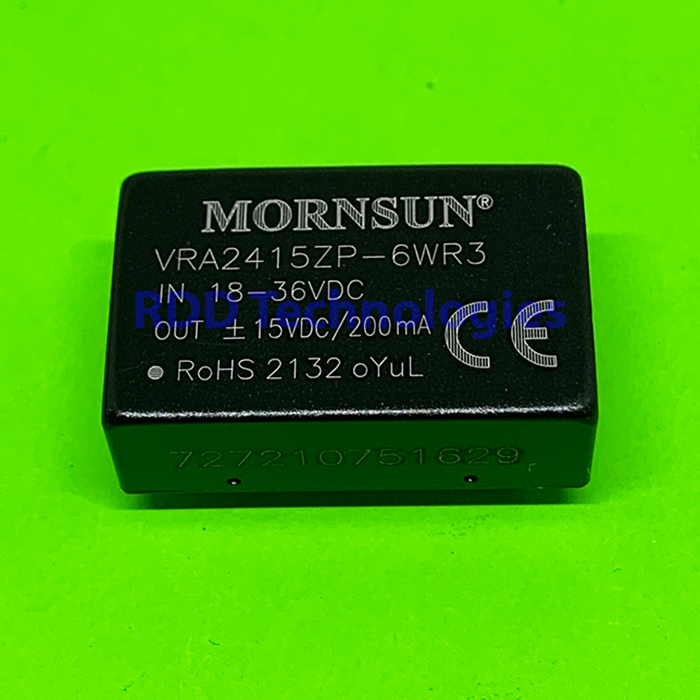 MORNSUN®
VRA2415ZP-6WR3
IN 18-36VDC
RDD Technologies
OUT ±15VDC/200mA CE
RoHS 2132 oYuL
727210751629